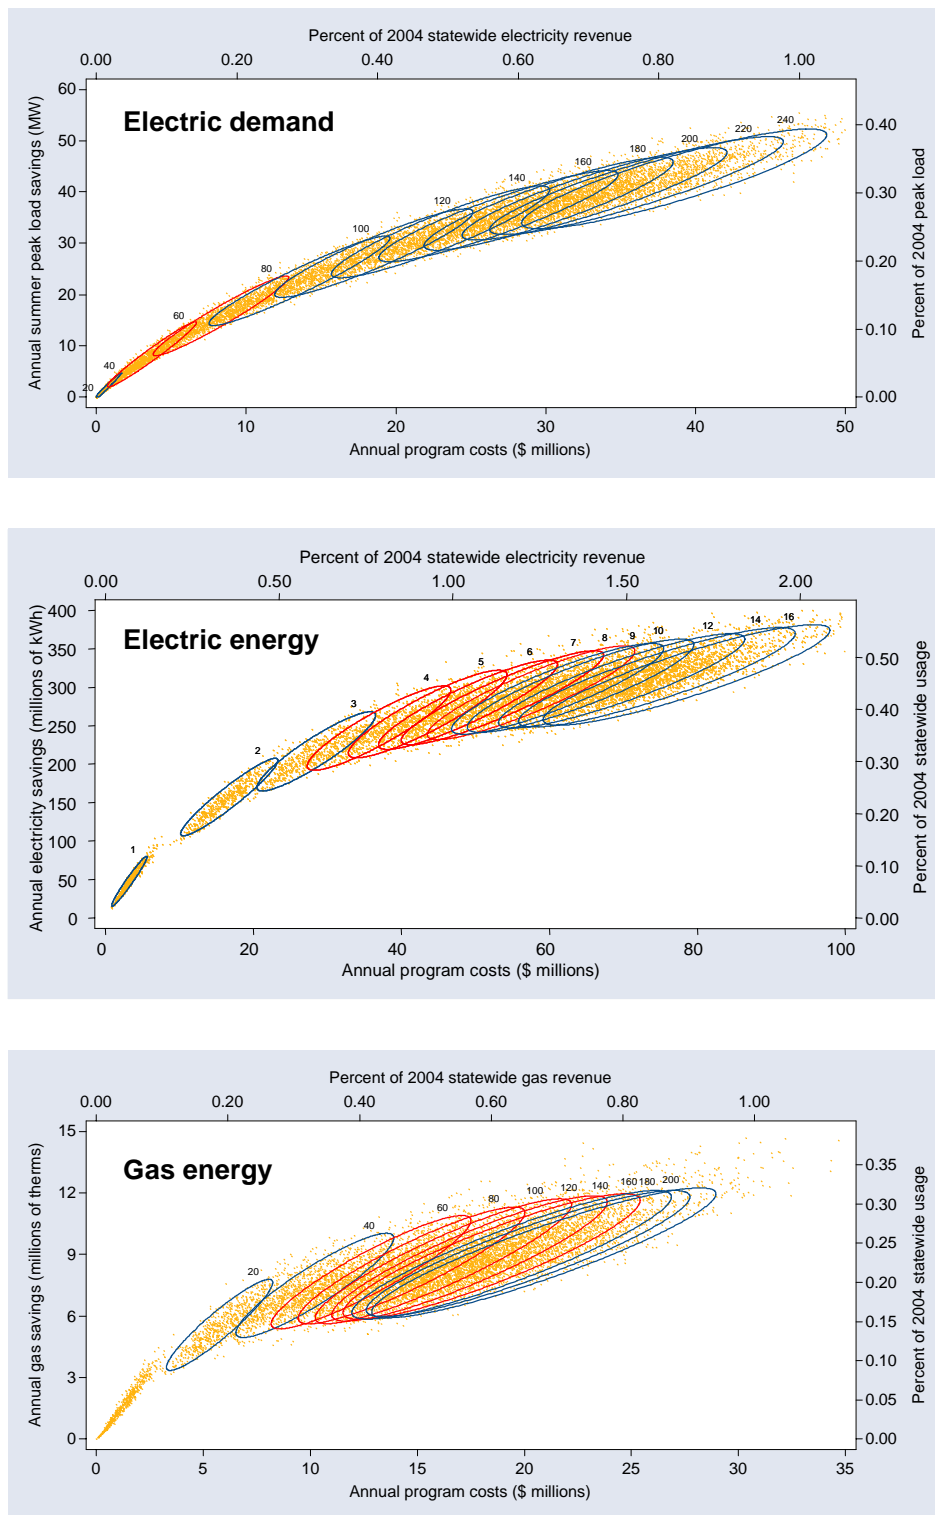 Percent of 2004 statewide electricity revenue
0.00 0.20 0.40 0.60 0.80 1.00
Electric demand
Annual summer peak load savings (MW)
60
50
40
30
20
10
0
20 40 60 80 100 120 140 160 180 200 220 240
0.40
0.30
0.20
0.10
0.00
Percent of 2004 peak load
0 10 20 30 40 50
Annual program costs ($ millions)
Percent of 2004 statewide electricity revenue
0.00 0.50 1.00 1.50 2.00
Electric energy
Annual electricity savings (millions of kWh)
400
350
300
250
200
150
100
50
0
1 2 3 4 5 6 7 8 9 10 12 14 16
0.50
0.40
0.30
0.20
0.10
0.00
Percent of 2004 statewide usage
0 20 40 60 80 100
Annual program costs ($ millions)
Percent of 2004 statewide gas revenue
0.00 0.20 0.40 0.60 0.80 1.00
Gas energy
Annual gas savings (millions of therms)
15
12
9
6
3
0
20 40 60 80 100 120 140 160 180 200
0.35
0.30
0.25
0.20
0.15
0.10
0.05
0.00
Percent of 2004 statewide usage
0 5 10 15 20 25 30 35
Annual program costs ($ millions)